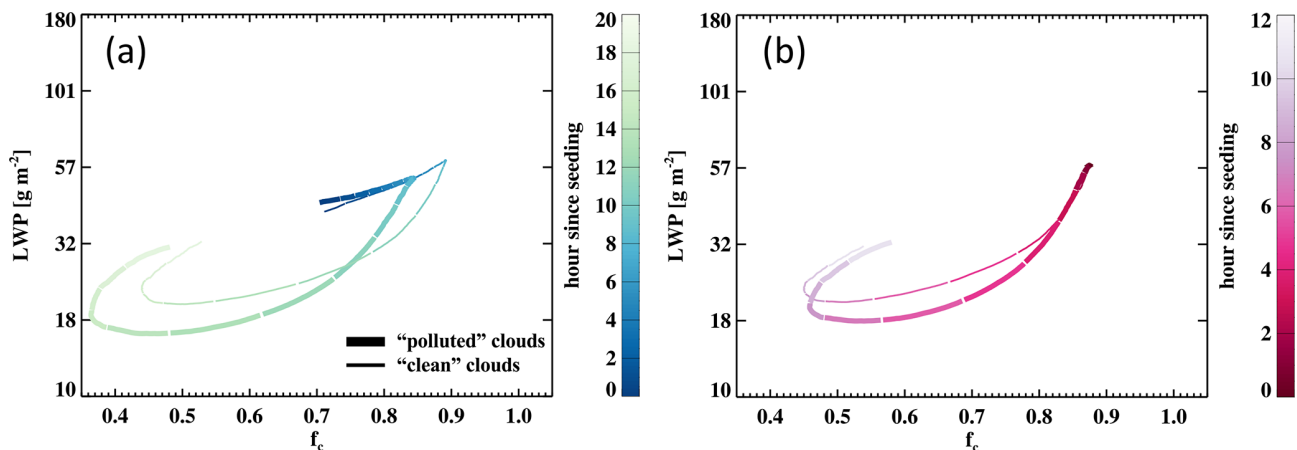 (a)
LWP [g m⁻²]
180
101
57
32
18
10
0.4 0.5 0.6 0.7 0.8 0.9 1.0
f_c
"polluted" clouds
"clean" clouds
hour since seeding
20
18
16
14
12
10
8
6
4
2
0
(b)
LWP [g m⁻²]
180
101
57
32
18
10
0.4 0.5 0.6 0.7 0.8 0.9 1.0
f_c
hour since seeding
12
10
8
6
4
2
0